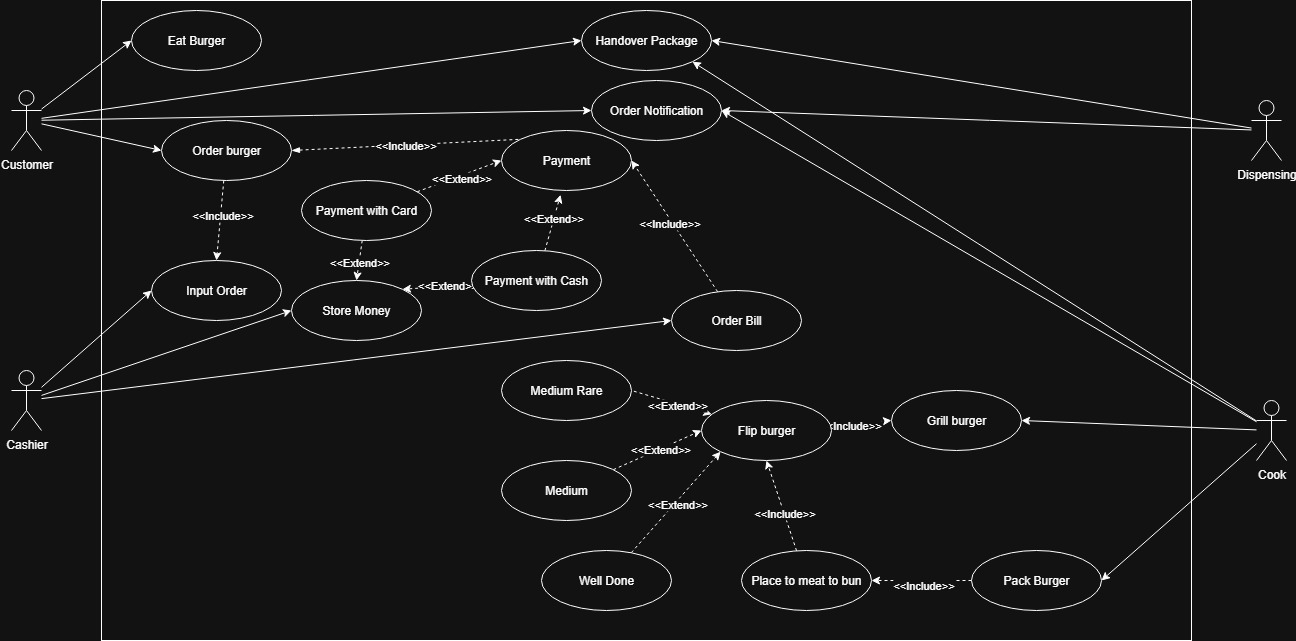 Eat Burger
Handover Package
Order Notification
Customer
Order burger
<<Include>>
Payment
Dispensing
<<Extend>>
Payment with Card
<<Include>>
<<Extend>>
<<Include>>
<<Extend>>
Payment with Cash
<<Extend>>
Input Order
Store Money
Order Bill
Medium Rare
<<Extend>>
Flip burger
<<Include>>
Grill burger
Cashier
<<Extend>>
Medium
Cook
<<Extend>>
<<Include>>
Well Done
Place to meat to bun
<<Include>>
Pack Burger